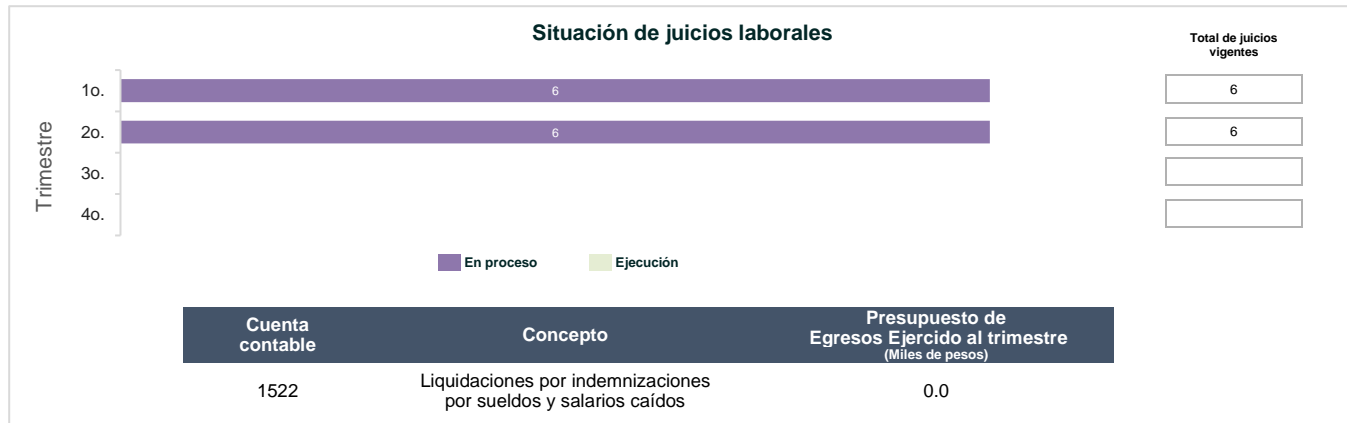 Situación de juicios laborales
Total de juicios
vigentes
Trimestre
1o.
6
6
2o.
6
6
3o.
4o.
En proceso
Ejecución
Cuenta
contable
Concepto
Presupuesto de
Egresos Ejercido al trimestre
(Miles de pesos)
1522
Liquidaciones por indemnizaciones
por sueldos y salarios caídos
0.0